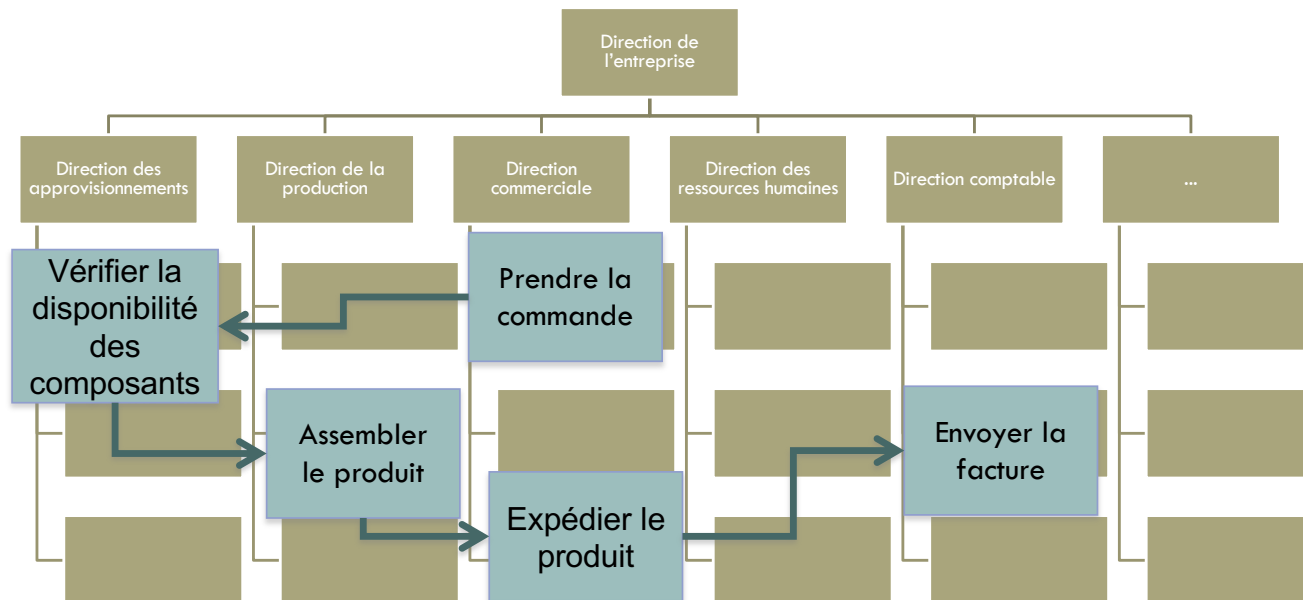 Direction de
l'entreprise
Direction des
approvisionnements
Direction de la
production
Direction
commerciale
Direction des
ressources humaines
Direction comptable
...
Vérifier la
disponibilité
des
composants
Prendre la
commande
Assembler
le produit
Envoyer la
facture
Expédier le
produit